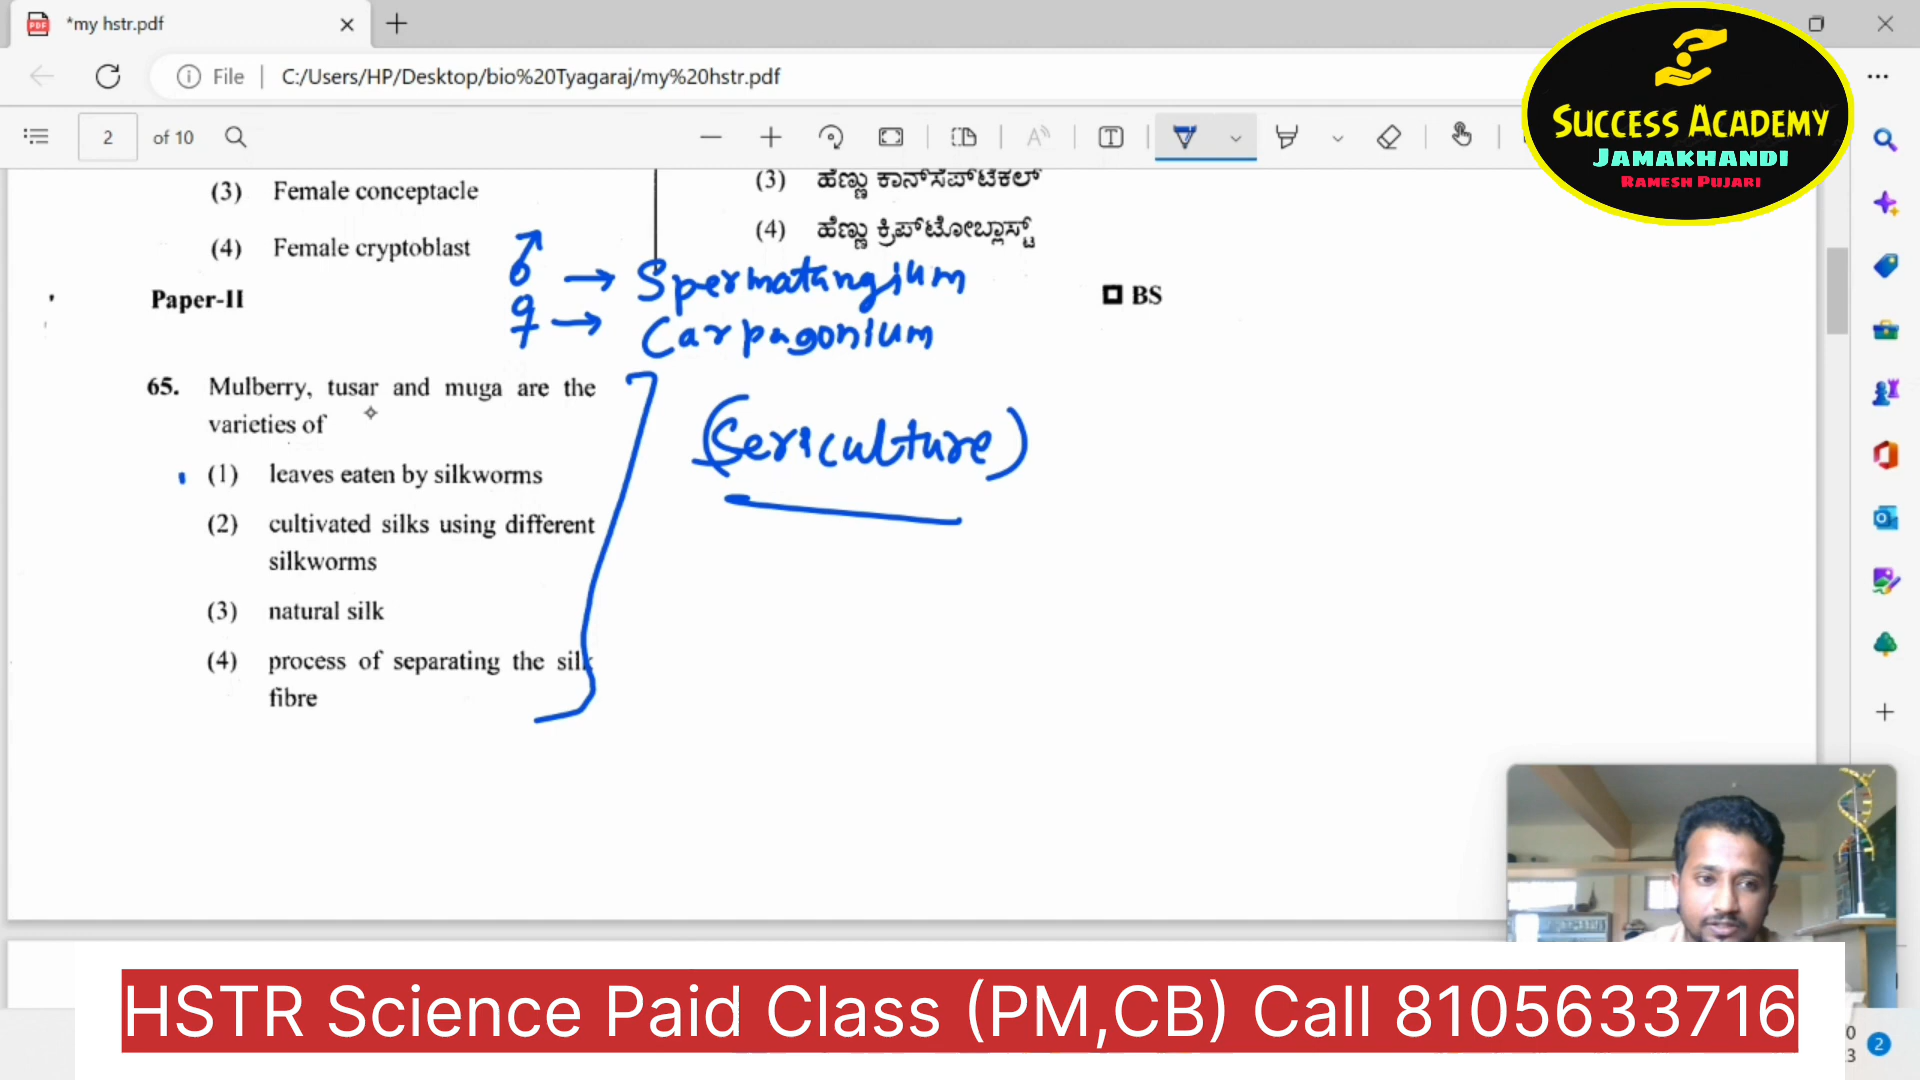 *my hstr.pdf
File
C:/Users/HP/Desktop/bio%20Tyagaraj/my%20hstr.pdf
2 of 10
SUCCESS ACADEMY
JAMAKHANDI
RAMESH PUJARI
(3) Female conceptacle
(4) Female cryptoblast
(3) ಹೆಣ್ಣು ಕಾನ್‌ಸೆಪ್‌ಟೆಕಲ್
(4) ಹೆಣ್ಣು ಕ್ರಿಪ್‌ಟೋಬ್ಲಾಸ್ಟ್
♂ → Spermatangium
♀ → Carpagonium
Paper-II
BS
65. Mulberry, tusar and muga are the
varieties of
(1) leaves eaten by silkworms
(2) cultivated silks using different
silkworms
(3) natural silk
(4) process of separating the silk
fibre
(Sericulture)
HSTR Science Paid Class (PM,CB) Call 8105633716
2